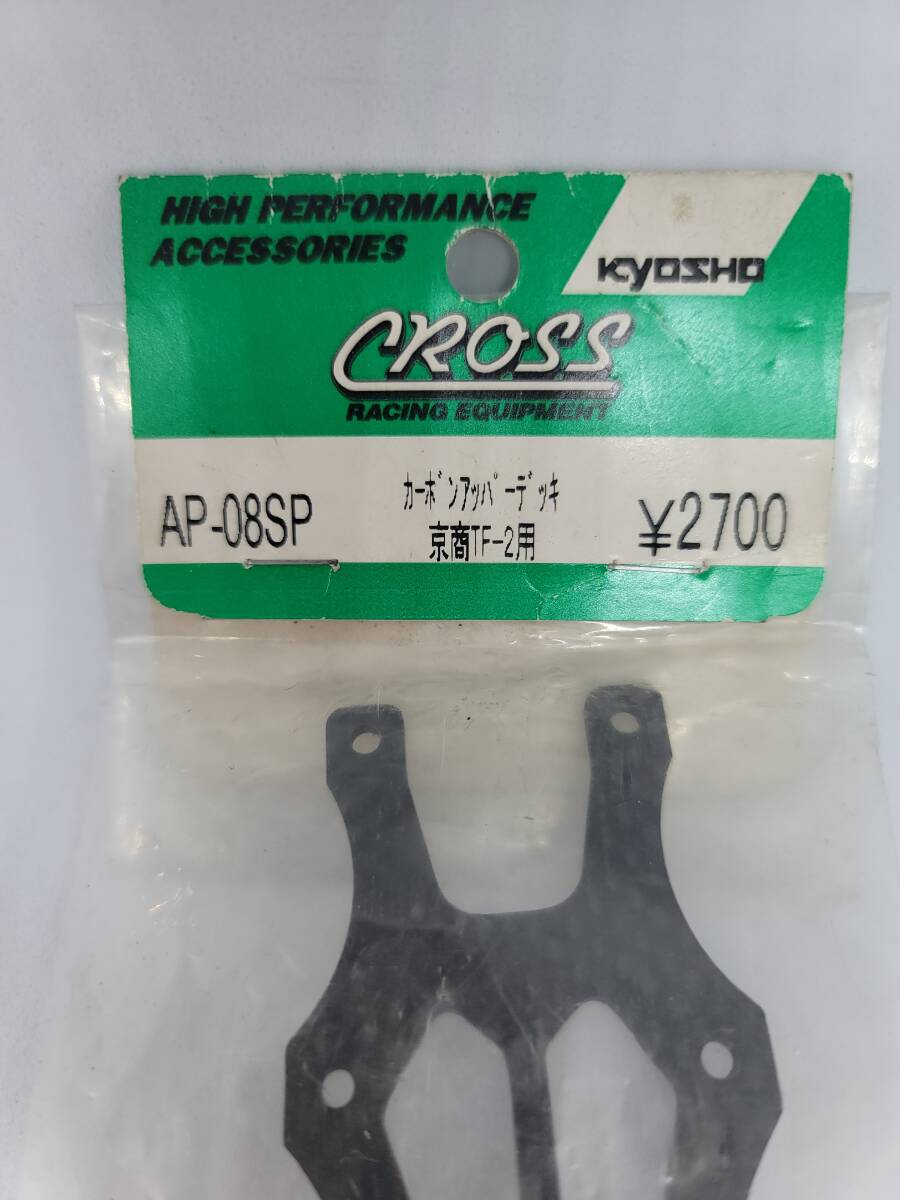 HIGH PERFORMANCE
ACCESSORIES
KYOSHO
CROSS
RACING EQUIPMENT
AP-08SP
カーボンアッパーデッキ
京商TF-2用
¥2700